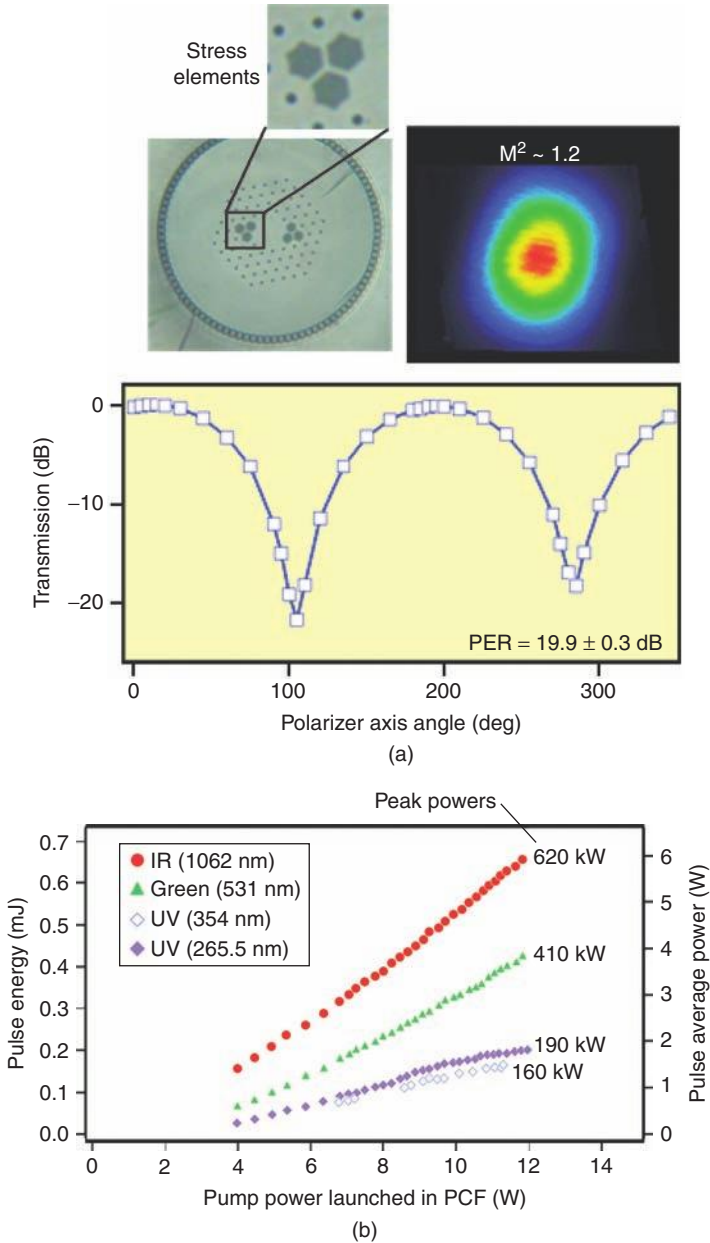 Stress
elements
M² ~ 1.2
0
−10
−20
Transmission (dB)
PER = 19.9 ± 0.3 dB
0 100 200 300
Polarizer axis angle (deg)
(a)
Peak powers
0.7
0.6
0.5
0.4
0.3
0.2
0.1
0.0
Pulse energy (mJ)
IR (1062 nm)
Green (531 nm)
UV (354 nm)
UV (265.5 nm)
620 kW
410 kW
190 kW
160 kW
6
5
4
3
2
1
0
Pulse average power (W)
0 2 4 6 8 10 12 14
Pump power launched in PCF (W)
(b)